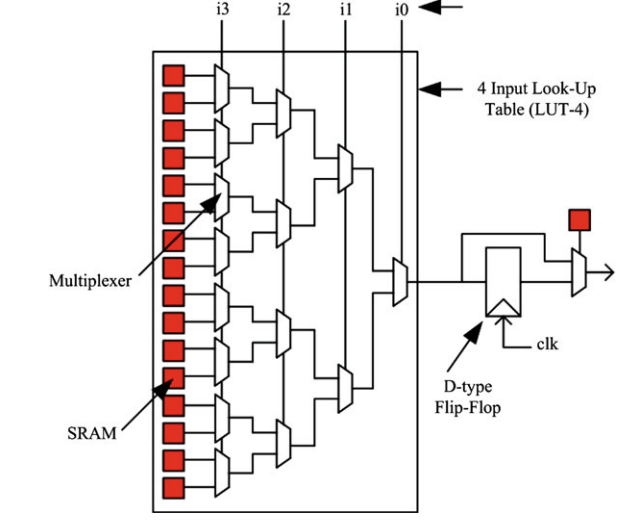 i3 i2 i1 i0
4 Input Look-Up
Table (LUT-4)
Multiplexer
clk
D-type
Flip-Flop
SRAM